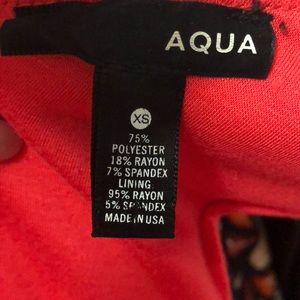 AQUA
XS
75%
POLYESTER
18% RAYON
7% SPANDEX
LINING
95% RAYON
5% SPANDEX
MADE IN USA